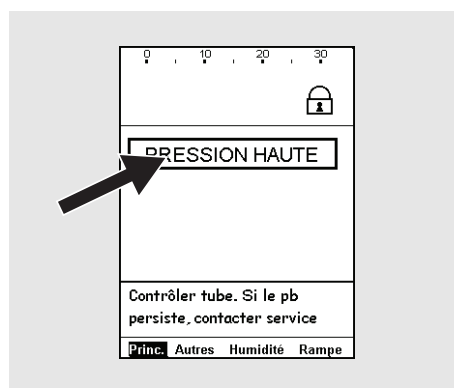 0 10 20 30
PRESSION HAUTE
Contrôler tube. Si le pb
persiste, contacter service
Princ. Autres Humidité Rampe